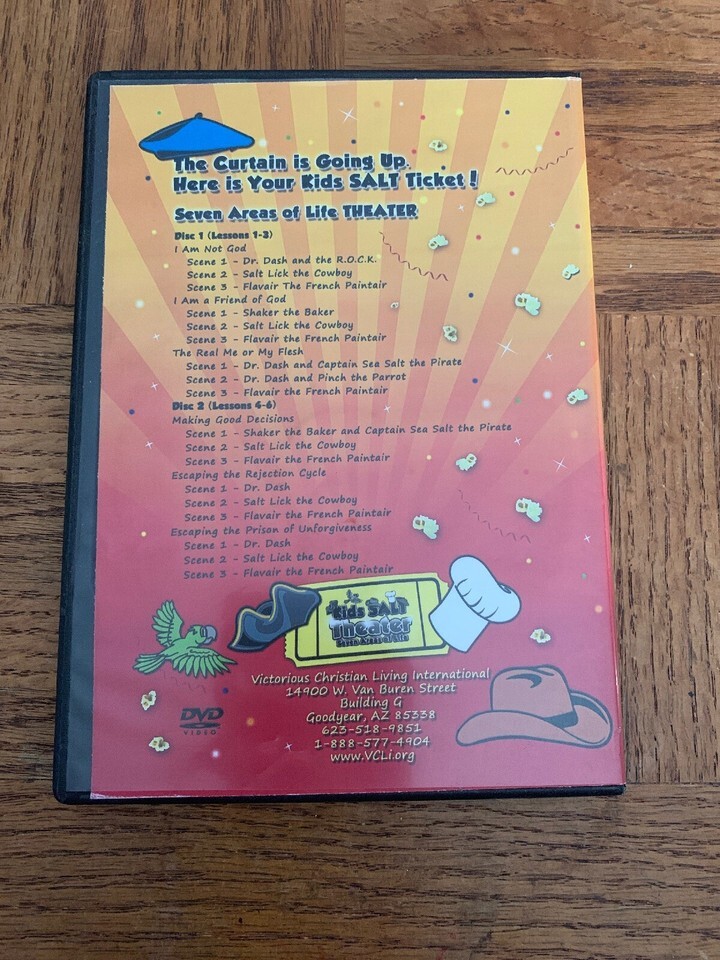 The Curtain is Going Up.
Here is Your Kids SALT Ticket!
Seven Areas of Life THEATER
Disc 1 (Lessons 1-3)
I Am Not God
Scene 1 - Dr. Dash and the R.O.C.K.
Scene 2 - Salt Lick the Cowboy
Scene 3 - Flavair The French Paintair
I Am a Friend of God
Scene 1 - Shaker the Baker
Scene 2 - Salt Lick the Cowboy
Scene 3 - Flavair the French Paintair
The Real Me or My Flesh
Scene 1 - Dr. Dash and Captain Sea Salt the Pirate
Scene 2 - Dr. Dash and Pinch the Parrot
Scene 3 - Flavair the French Paintair
Disc 2 (Lessons 4-6)
Making Good Decisions
Scene 1 - Shaker the Baker and Captain Sea Salt the Pirate
Scene 2 - Salt Lick the Cowboy
Scene 3 - Flavair the French Paintair
Escaping the Rejection Cycle
Scene 1 - Dr. Dash
Scene 2 - Salt Lick the Cowboy
Scene 3 - Flavair the French Paintair
Escaping the Prison of Unforgiveness
Scene 1 - Dr. Dash
Scene 2 - Salt Lick the Cowboy
Scene 3 - Flavair the French Paintair
Kids SALT
Theater
Victorious Christian Living International
14900 W. Van Buren Street
Building G
Goodyear, AZ 85338
623-518-9851
1-888-577-4904
www.VCLi.org
DVD
VIDEO